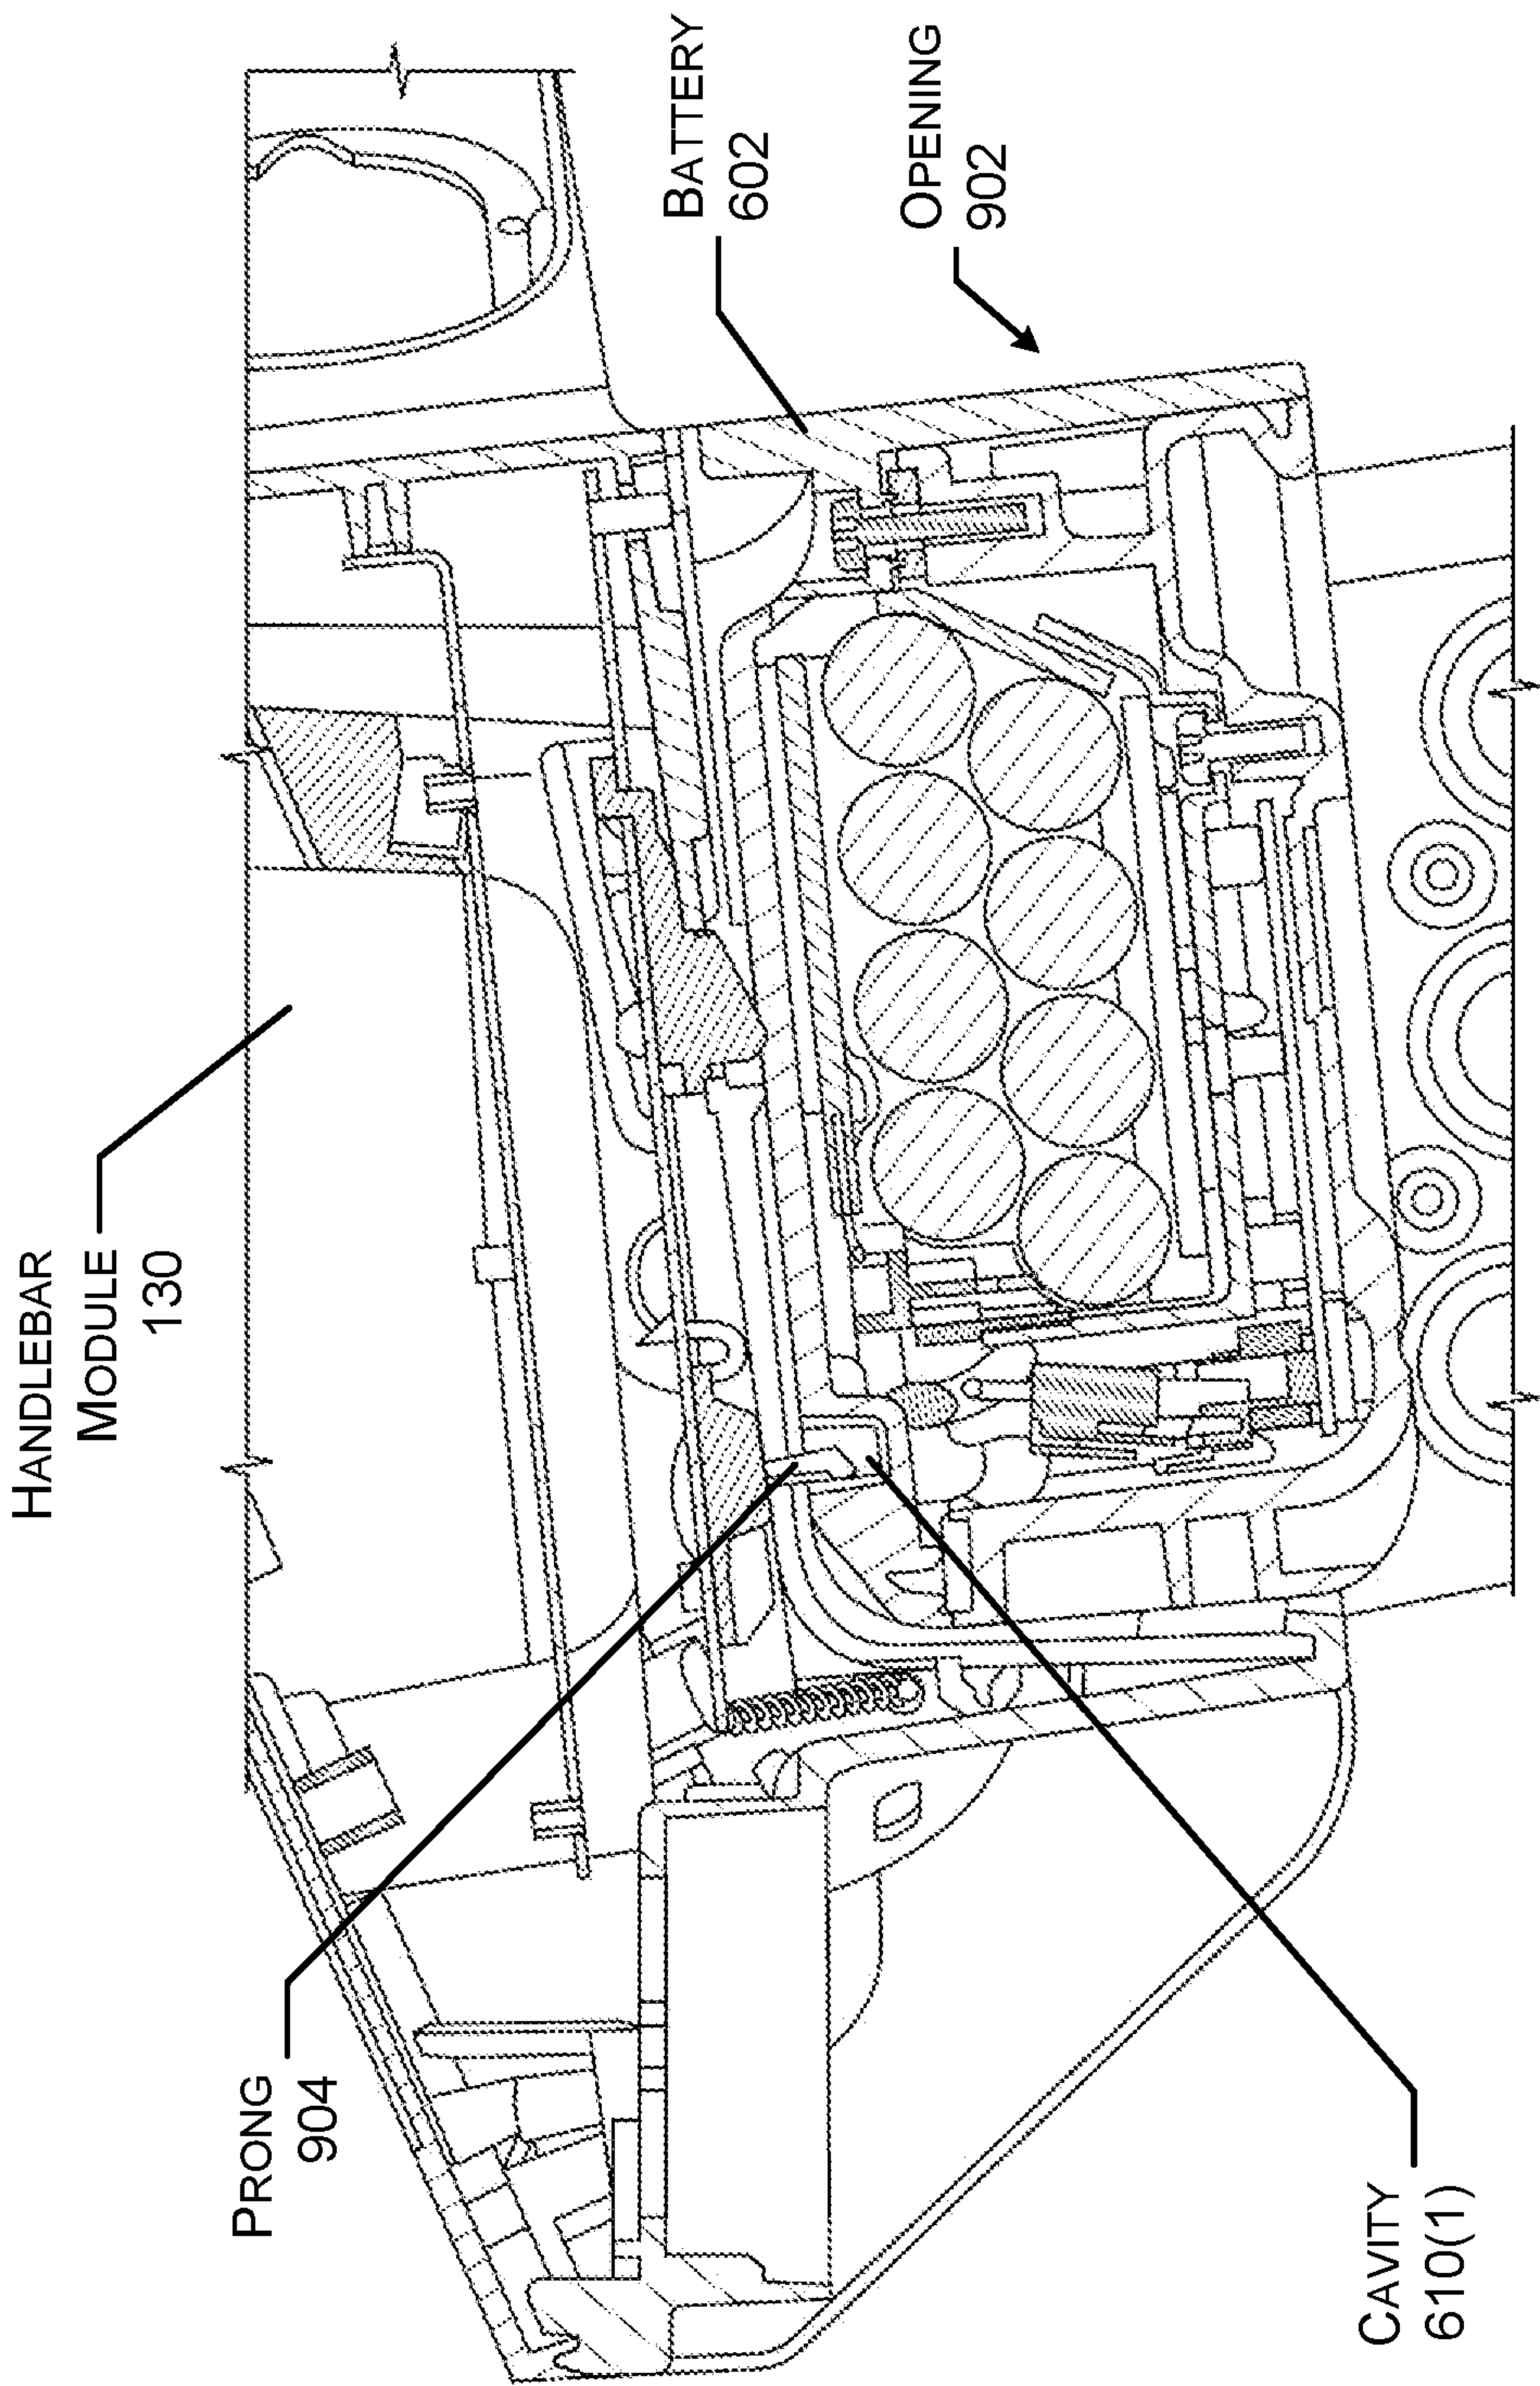 HANDLEBAR
MODULE
130
BATTERY
602
OPENING
902
PRONG
904
CAVITY
610(1)